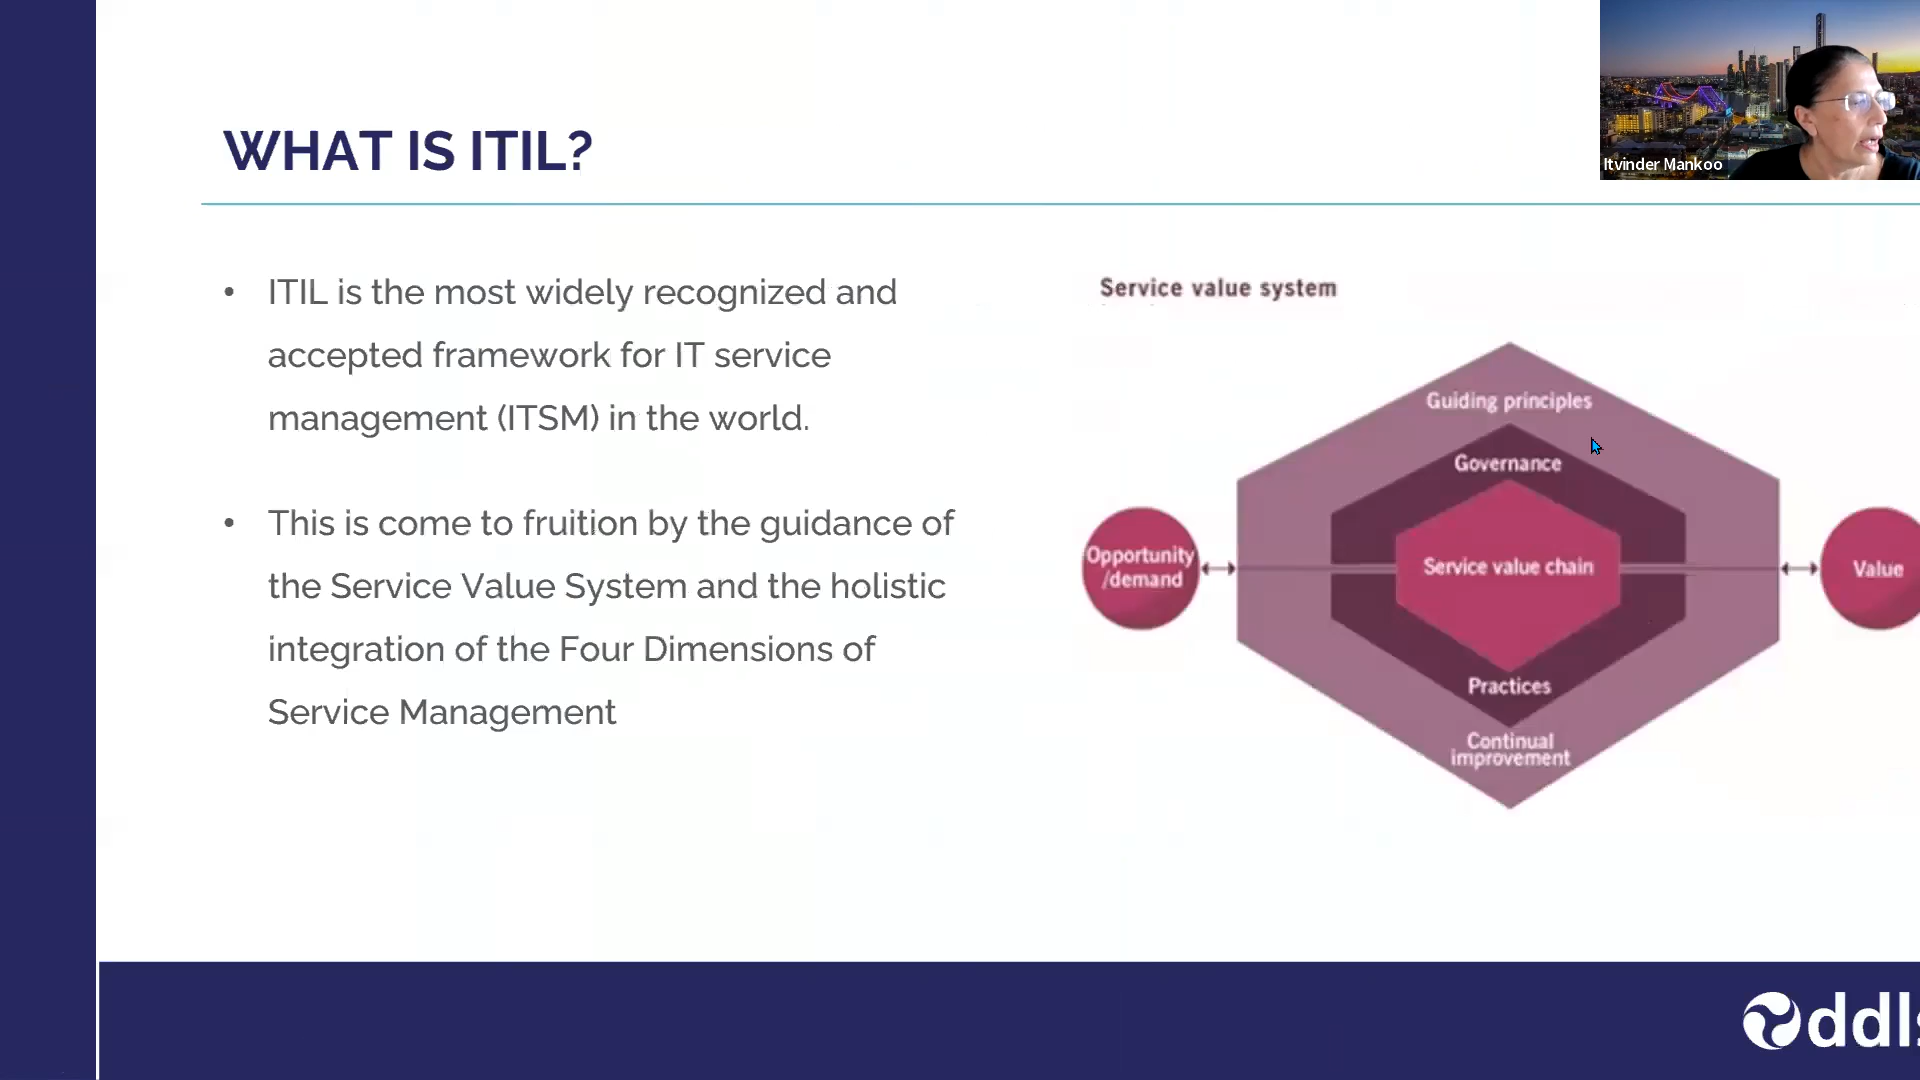 WHAT IS ITIL?
Itvinder Mankoo
• ITIL is the most widely recognized and
accepted framework for IT service
management (ITSM) in the world.
• This is come to fruition by the guidance of
the Service Value System and the holistic
integration of the Four Dimensions of
Service Management
Service value system
Guiding principles
Governance
Opportunity
/demand
Service value chain
Value
Practices
Continual
improvement
ddls